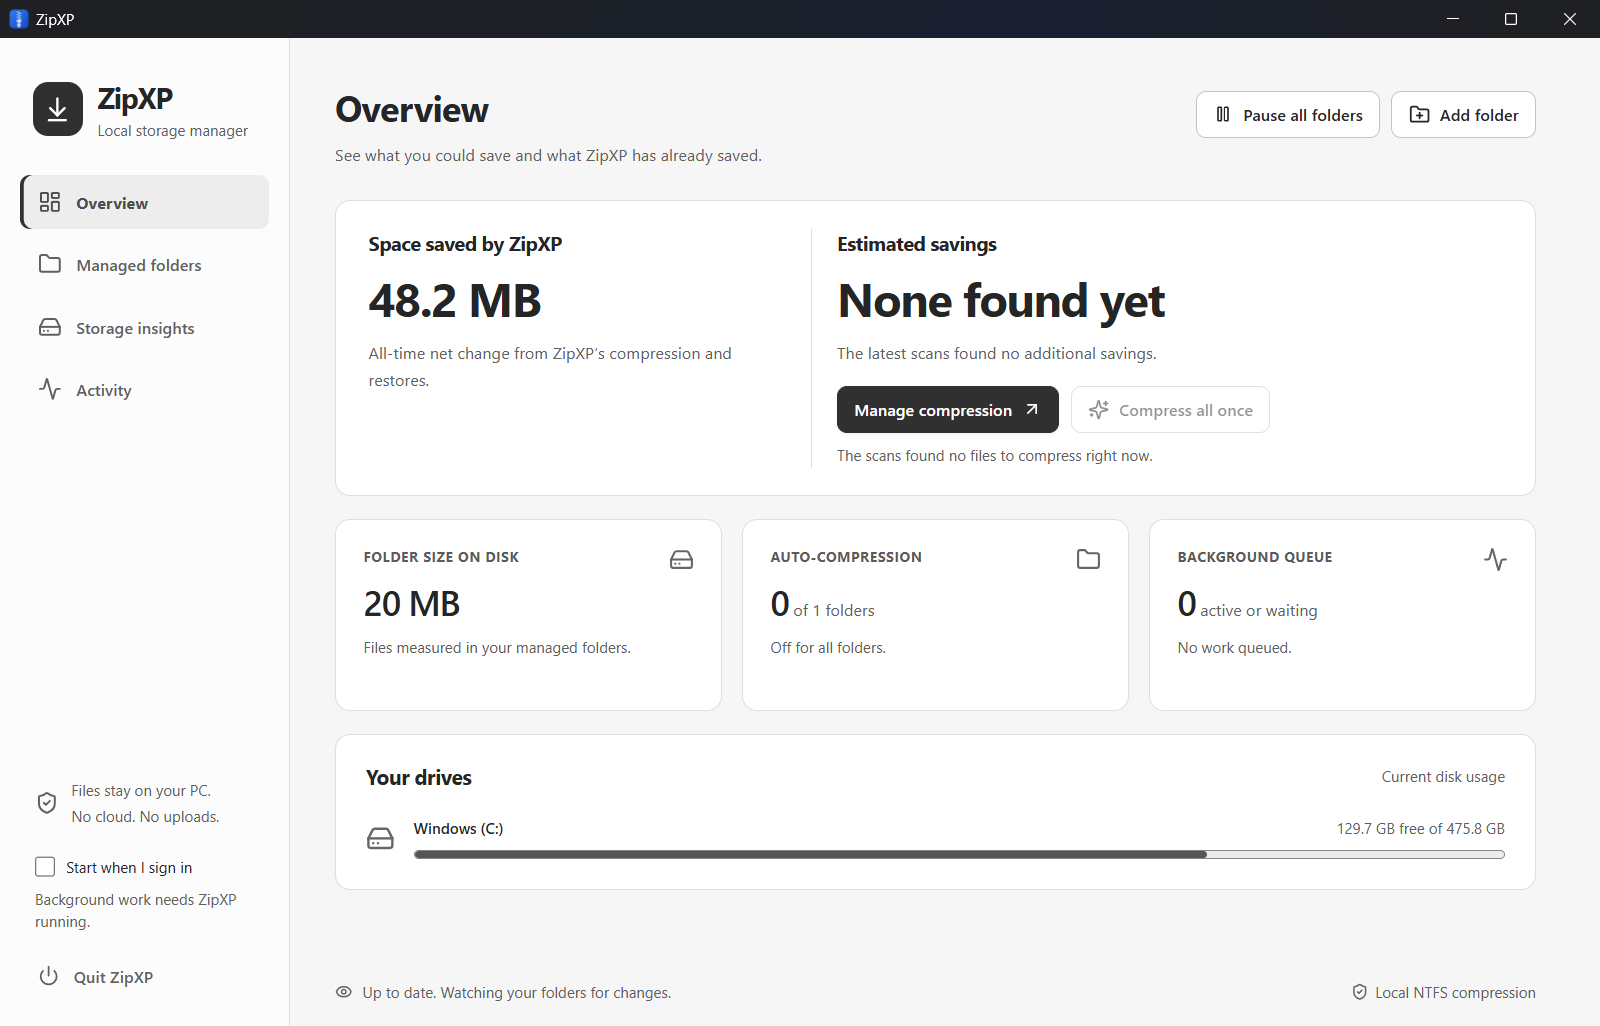 ZipXP
ZipXP
Local storage manager
Overview
Managed folders
Storage insights
Activity
Files stay on your PC.
No cloud. No uploads.
Start when I sign in
Background work needs ZipXP
running.
Quit ZipXP
Overview
See what you could save and what ZipXP has already saved.
Pause all folders
Add folder
Space saved by ZipXP
48.2 MB
All-time net change from ZipXP’s compression and
restores.
Estimated savings
None found yet
The latest scans found no additional savings.
Manage compression
Compress all once
The scans found no files to compress right now.
FOLDER SIZE ON DISK
20 MB
Files measured in your managed folders.
AUTO-COMPRESSION
0 of 1 folders
Off for all folders.
BACKGROUND QUEUE
0 active or waiting
No work queued.
Your drives
Current disk usage
Windows (C:)
129.7 GB free of 475.8 GB
Up to date. Watching your folders for changes.
Local NTFS compression